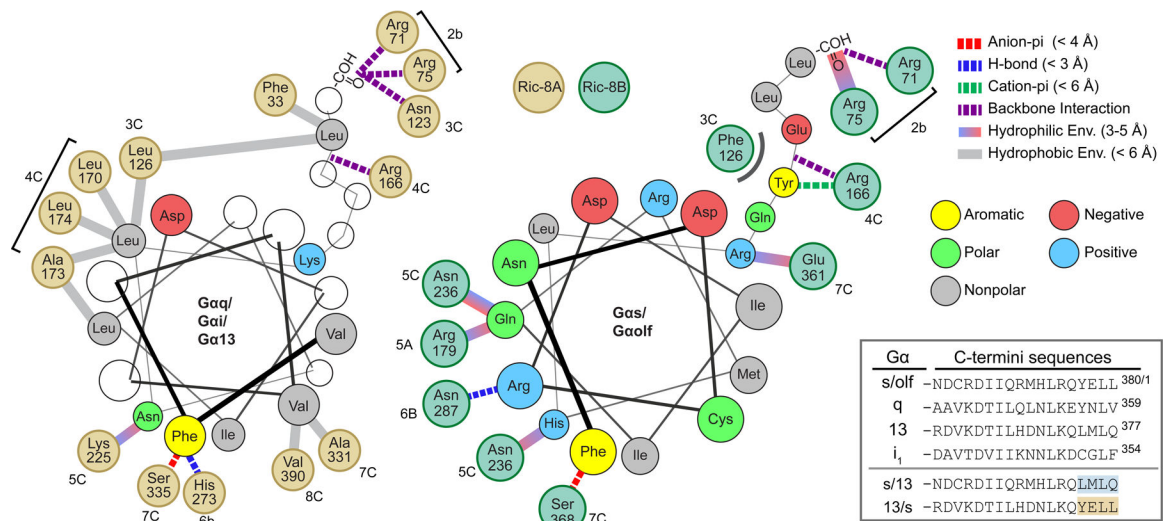 Arg 71
2b
Arg 75
Asn 123
3C
-COH
O
Phe 33
3C
Leu 126
Leu
Arg 166
4C
4C
Leu 170
Leu 174
Ala 173
Leu
Asp
Lys
Leu
Gαq/
Gαi/
Gα13
Val
Asn
Phe
Ile
Val
Lys 225
5C
Ser 335
7C
His 273
6b
Val 390
8C
Ala 331
7C
Ric-8A
Ric-8B
Leu
-COH
O
Arg 71
Leu
Arg 75
2b
3C
Phe 126
Glu
Tyr
Arg 166
4C
Gln
Arg
Glu 361
7C
Asp
Arg
Asp
Leu
Asn
5C
Asn 236
Gln
Gαs/
Gαolf
Ile
5A
Arg 179
Met
Arg
Asn 287
6B
His
Cys
Asn 236
5C
Phe
Ile
Ser 368
7C
Anion-pi (< 4 Å)
H-bond (< 3 Å)
Cation-pi (< 6 Å)
Backbone Interaction
Hydrophilic Env. (3-5 Å)
Hydrophobic Env. (< 6 Å)
Aromatic
Negative
Polar
Positive
Nonpolar
Gα C-termini sequences
s/olf -NDCRDIIQRMHLRQYELL 380/1
q -AAVKDTILQLNLKEYNLV 359
13 -RDVKDTILHDNLKQLMLQ 377
i1 -DAVTDVIIKNNLKDCGLF 354
s/13 -NDCRDIIQRMHLRQLMLQ
13/s -RDVKDTILHDNLKQYELL